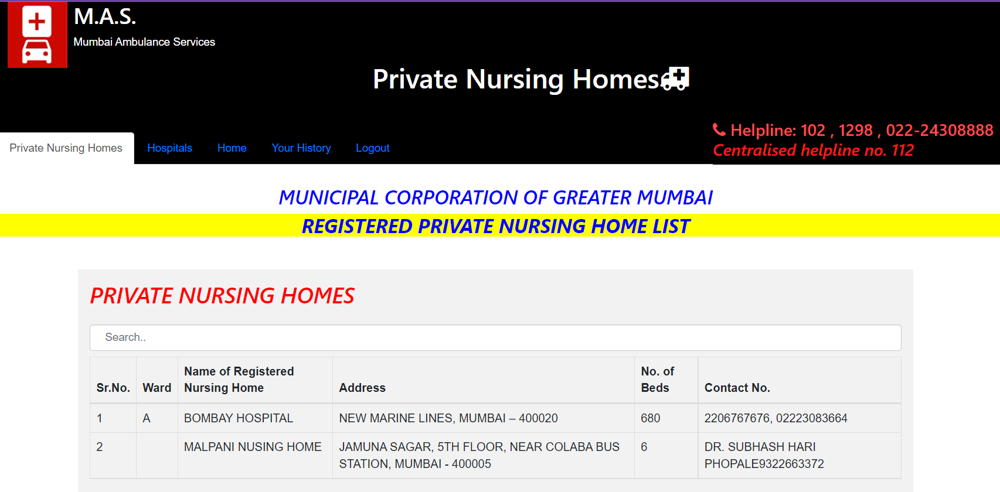 M.A.S.
Mumbai Ambulance Services
Private Nursing Homes
Helpline: 102 , 1298 , 022-24308888
Centralised helpline no. 112
Private Nursing Homes Hospitals Home Your History Logout
MUNICIPAL CORPORATION OF GREATER MUMBAI
REGISTERED PRIVATE NURSING HOME LIST
PRIVATE NURSING HOMES
Search..
Sr.No. Ward Name of Registered Nursing Home Address No. of Beds Contact No.
1 A BOMBAY HOSPITAL NEW MARINE LINES, MUMBAI – 400020 680 2206767676, 02223083664
2 MALPANI NUSING HOME JAMUNA SAGAR, 5TH FLOOR, NEAR COLABA BUS STATION, MUMBAI - 400005 6 DR. SUBHASH HARI PHOPALE9322663372